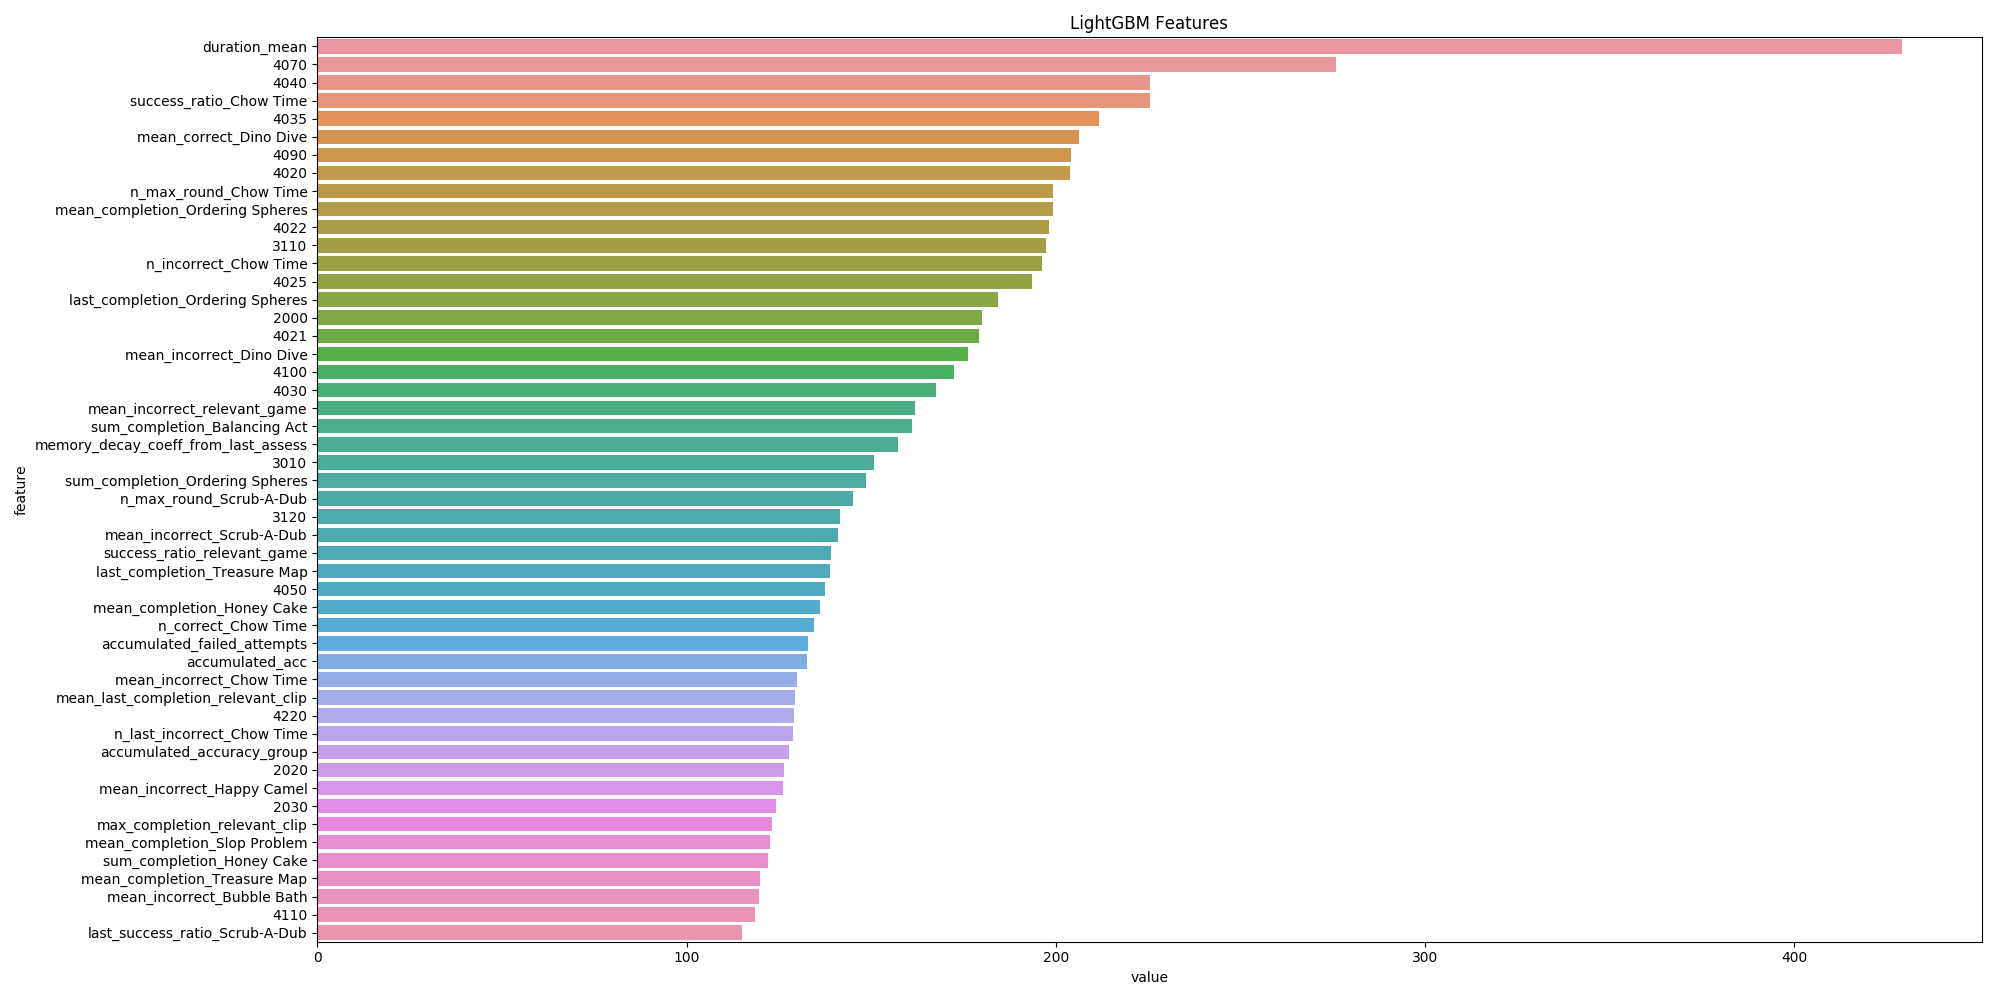 LightGBM Features
duration_mean
4070
4040
success_ratio_Chow Time
4035
mean_correct_Dino Dive
4090
4020
n_max_round_Chow Time
mean_completion_Ordering Spheres
4022
3110
n_incorrect_Chow Time
4025
last_completion_Ordering Spheres
2000
4021
mean_incorrect_Dino Dive
4100
4030
mean_incorrect_relevant_game
sum_completion_Balancing Act
memory_decay_coeff_from_last_assess
3010
sum_completion_Ordering Spheres
n_max_round_Scrub-A-Dub
3120
mean_incorrect_Scrub-A-Dub
success_ratio_relevant_game
last_completion_Treasure Map
4050
mean_completion_Honey Cake
n_correct_Chow Time
accumulated_failed_attempts
accumulated_acc
mean_incorrect_Chow Time
mean_last_completion_relevant_clip
4220
n_last_incorrect_Chow Time
accumulated_accuracy_group
2020
mean_incorrect_Happy Camel
2030
max_completion_relevant_clip
mean_completion_Slop Problem
sum_completion_Honey Cake
mean_completion_Treasure Map
mean_incorrect_Bubble Bath
4110
last_success_ratio_Scrub-A-Dub
feature
0 100 200 300 400
value